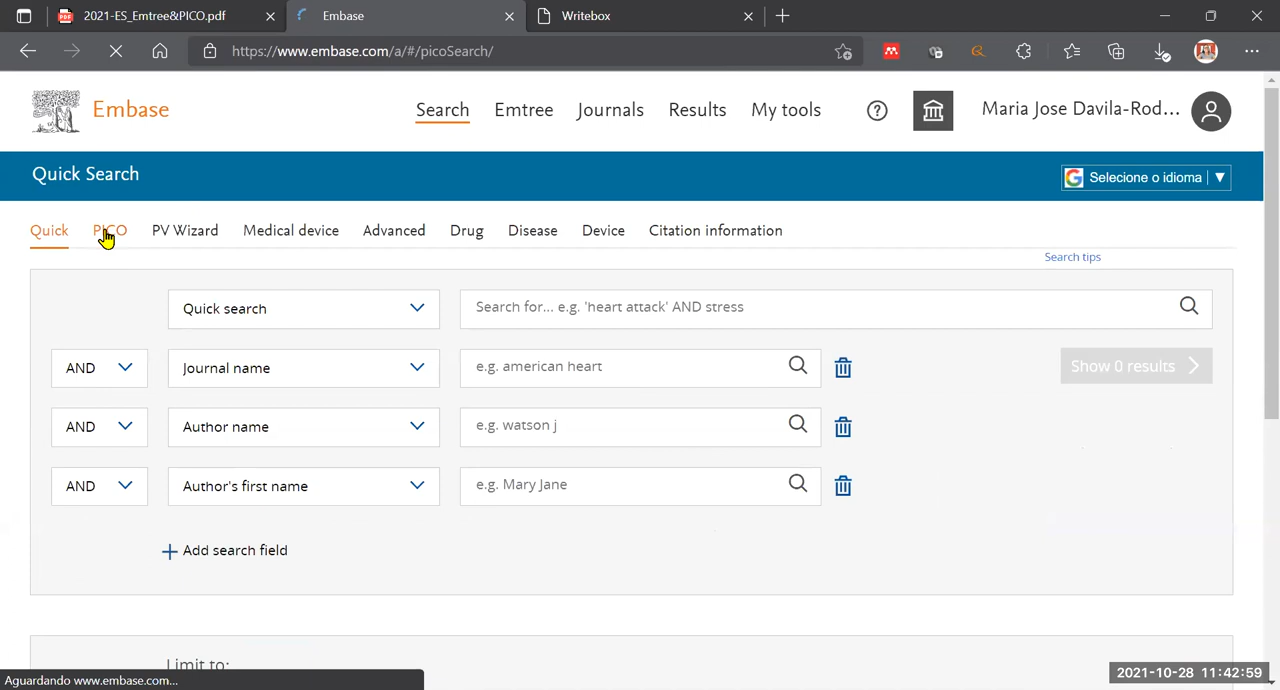 2021-ES_Emtree&PICO.pdf
Embase
Writebox
https://www.embase.com/a/#/picoSearch/
Embase
Search
Emtree
Journals
Results
My tools
Maria Jose Davila-Rod...
Quick Search
Selecione o idioma
Quick
PICO
PV Wizard
Medical device
Advanced
Drug
Disease
Device
Citation information
Search tips
Quick search
Search for... e.g. 'heart attack' AND stress
AND
Journal name
e.g. american heart
Show 0 results
AND
Author name
e.g. watson j
AND
Author's first name
e.g. Mary Jane
Add search field
Limit to:
Aguardando www.embase.com...
2021-10-28 11:42:59